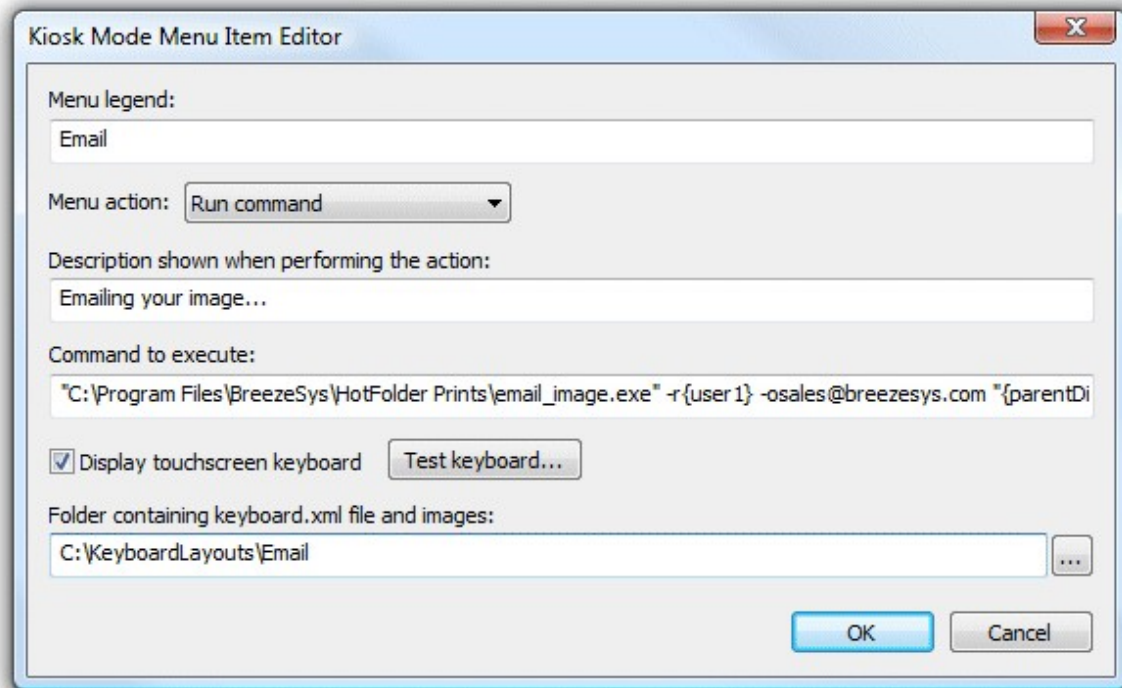 Kiosk Mode Menu Item Editor
Menu legend:
Email
Menu action: Run command
Description shown when performing the action:
Emailing your image...
Command to execute:
"C:\Program Files\BreezeSys\HotFolder Prints\email_image.exe" -r{user1} -osales@breezesys.com "{parentDi
Display touchscreen keyboard Test keyboard...
Folder containing keyboard.xml file and images:
C:\KeyboardLayouts\Email ...
OK Cancel